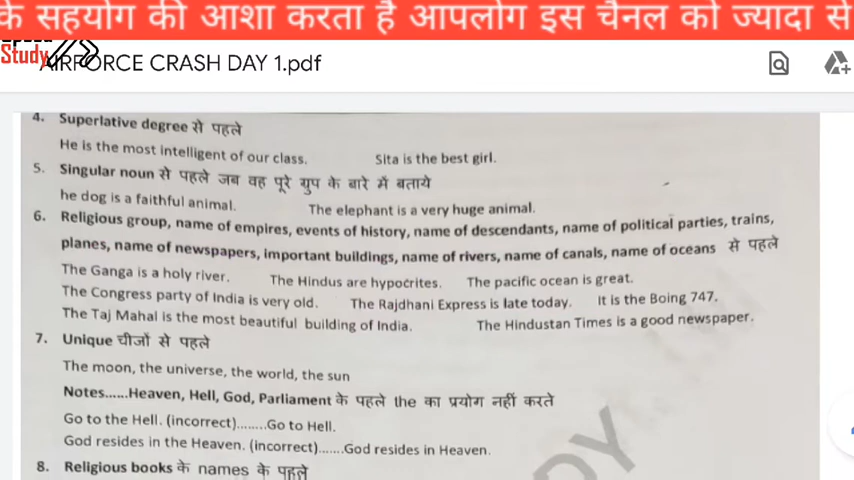 के सहयोग की आशा करता है आपलोग इस चैनल को ज्यादा से
Study
AIRFORCE CRASH DAY 1.pdf
4. Superlative degree से पहले
He is the most intelligent of our class. Sita is the best girl.
5. Singular noun से पहले जब वह पूरे ग्रुप के बारे में बताये
he dog is a faithful animal. The elephant is a very huge animal.
6. Religious group, name of empires, events of history, name of descendants, name of political parties, trains,
planes, name of newspapers, important buildings, name of rivers, name of canals, name of oceans से पहले
The Ganga is a holy river. The Hindus are hypocrites. The pacific ocean is great.
The Congress party of India is very old. The Rajdhani Express is late today. It is the Boing 747.
The Taj Mahal is the most beautiful building of India. The Hindustan Times is a good newspaper.
7. Unique चीजों से पहले
The moon, the universe, the world, the sun
Notes......Heaven, Hell, God, Parliament के पहले the का प्रयोग नहीं करते
Go to the Hell. (incorrect)........Go to Hell.
God resides in the Heaven. (incorrect).......God resides in Heaven.
8. Religious books के names के पहले